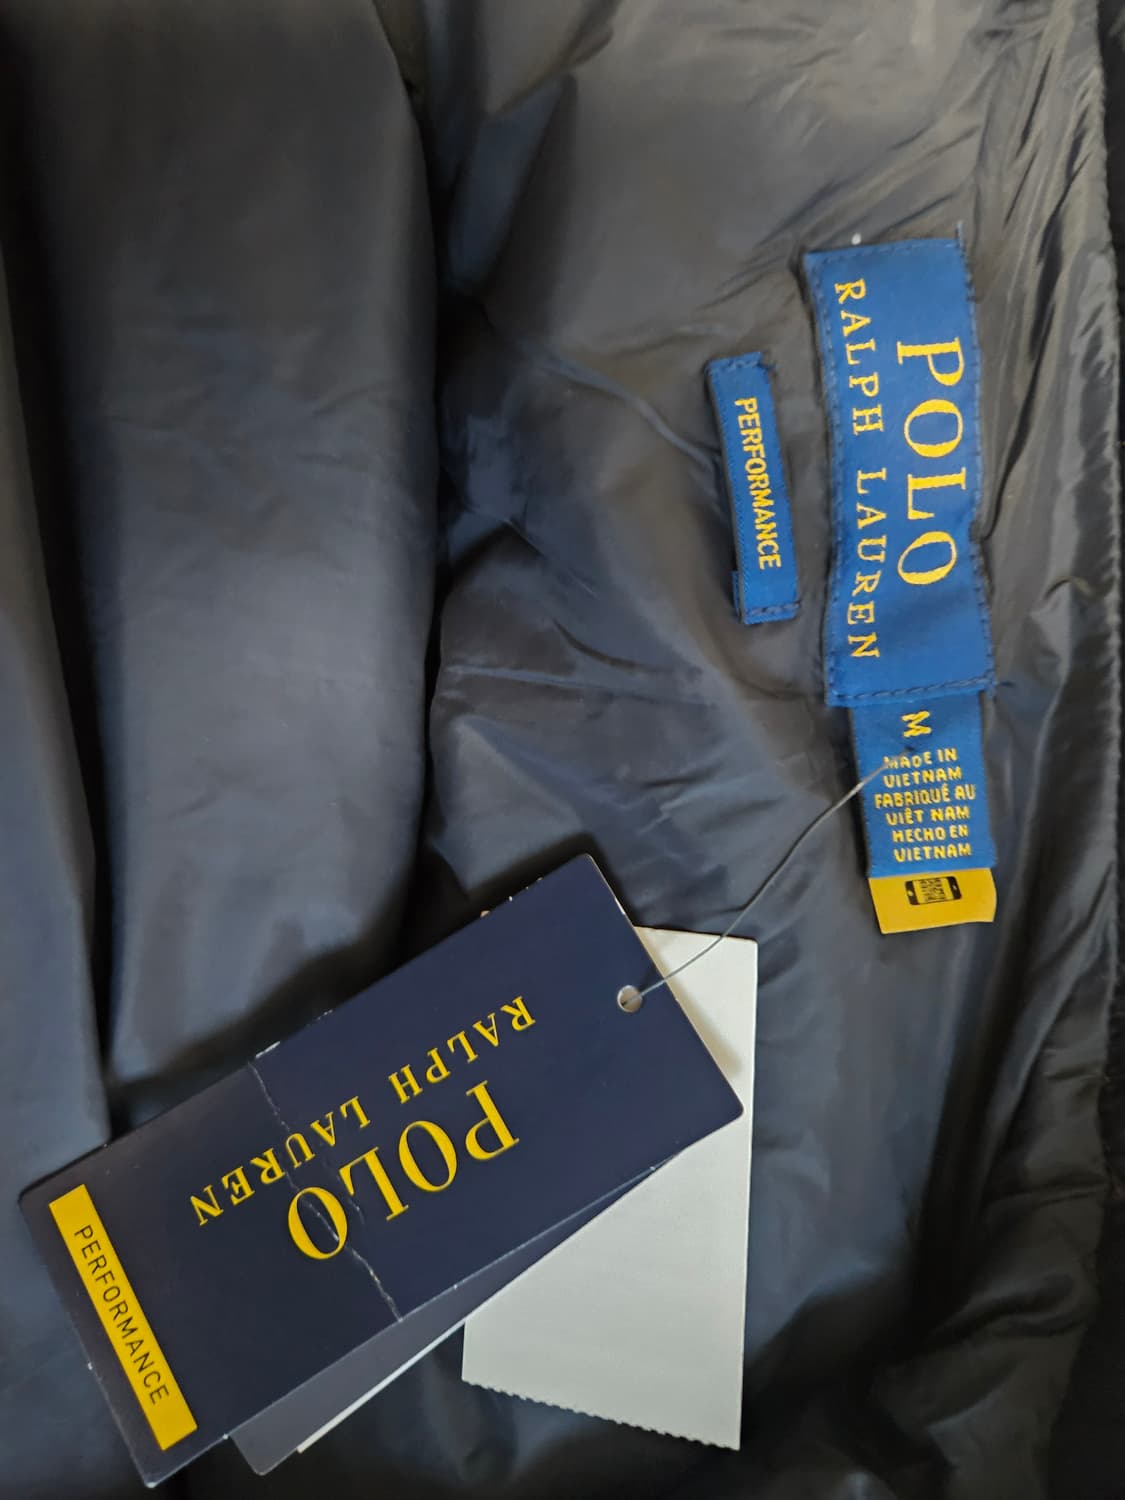 POLO
RALPH LAUREN
PERFORMANCE
M
MADE IN
VIETNAM
FABRIQUÉ AU
VIÊT NAM
HECHO EN
VIETNAM
POLO
RALPH LAUREN
PERFORMANCE